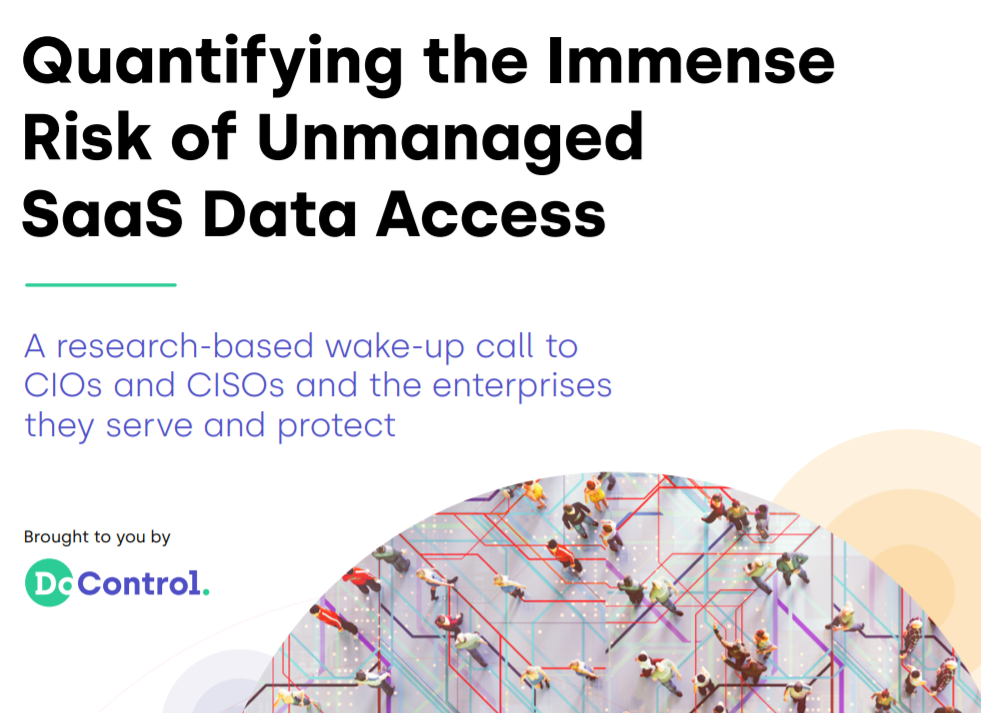 Quantifying the Immense
Risk of Unmanaged
SaaS Data Access
A research-based wake-up call to
CIOs and CISOs and the enterprises
they serve and protect
Brought to you by
DoControl.